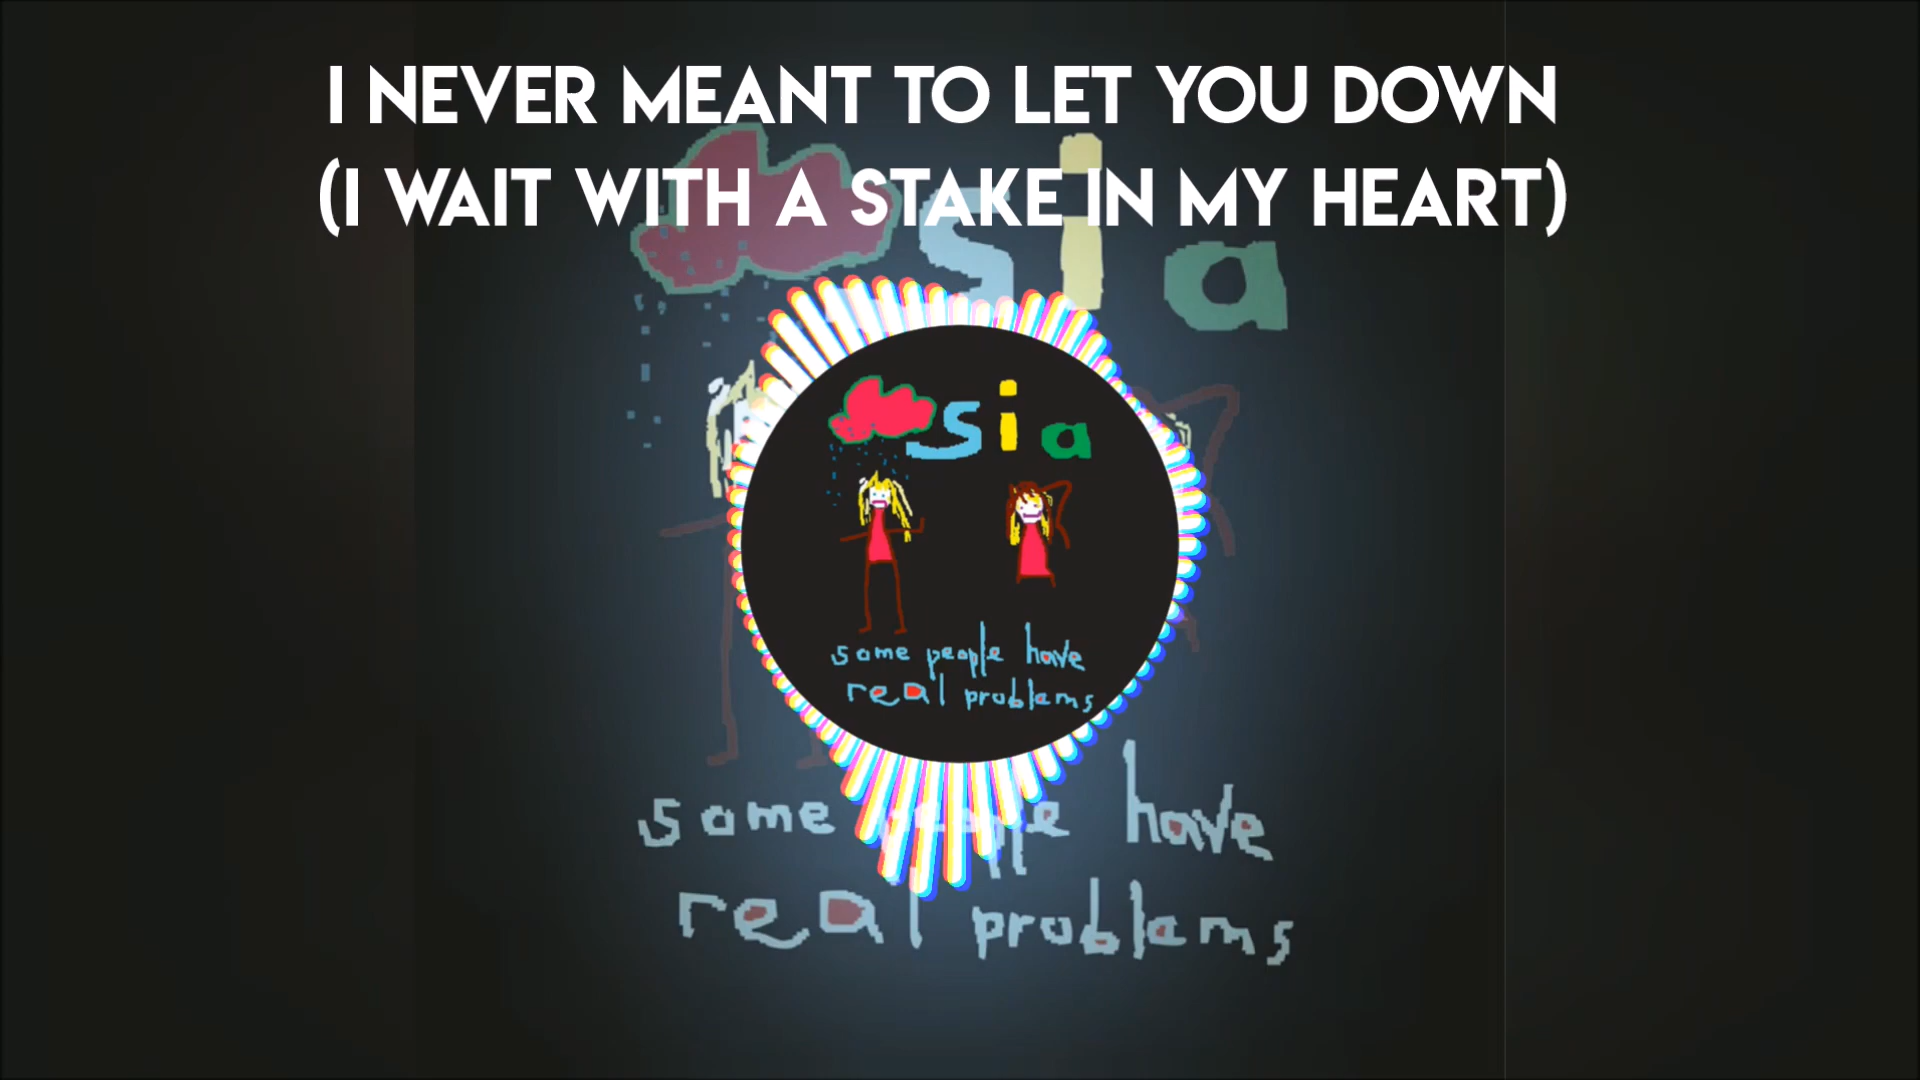 I NEVER MEANT TO LET YOU DOWN
(I WAIT WITH A STAKE IN MY HEART)
sia
sia
some people have
real problems
some people have
real problems